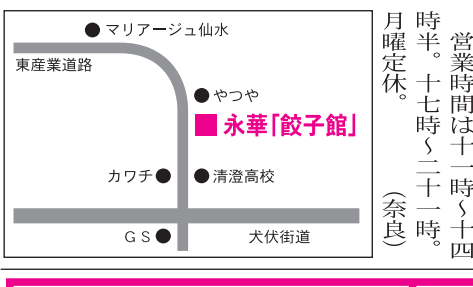 営業時間は十一時～十四
時半。十七時～二十一時。
月曜定休。　（奈良）
マリアージュ仙水
東産業道路
やつや
永華「餃子館」
カワチ
清澄高校
GS
犬伏街道